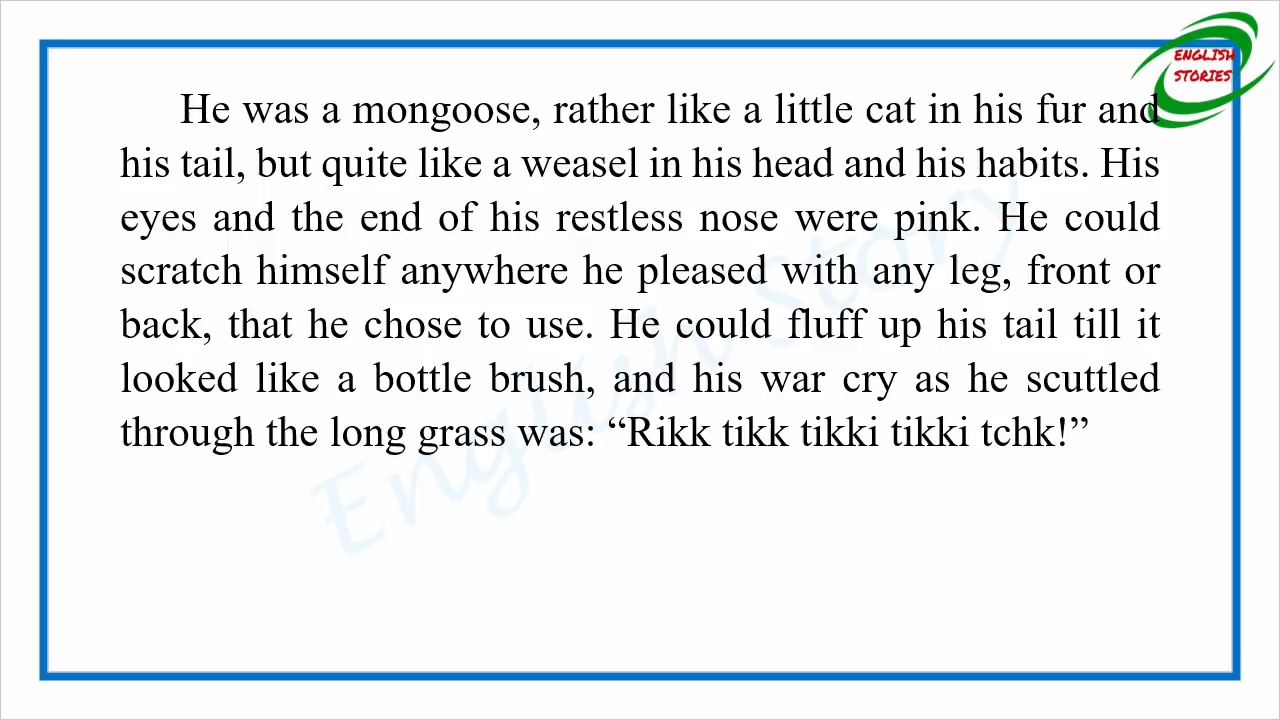 ENGLISH
STORIES
He was a mongoose, rather like a little cat in his fur and
his tail, but quite like a weasel in his head and his habits. His
eyes and the end of his restless nose were pink. He could
scratch himself anywhere he pleased with any leg, front or
back, that he chose to use. He could fluff up his tail till it
looked like a bottle brush, and his war cry as he scuttled
through the long grass was: “Rikk tikk tikki tikki tchk!”
English Story